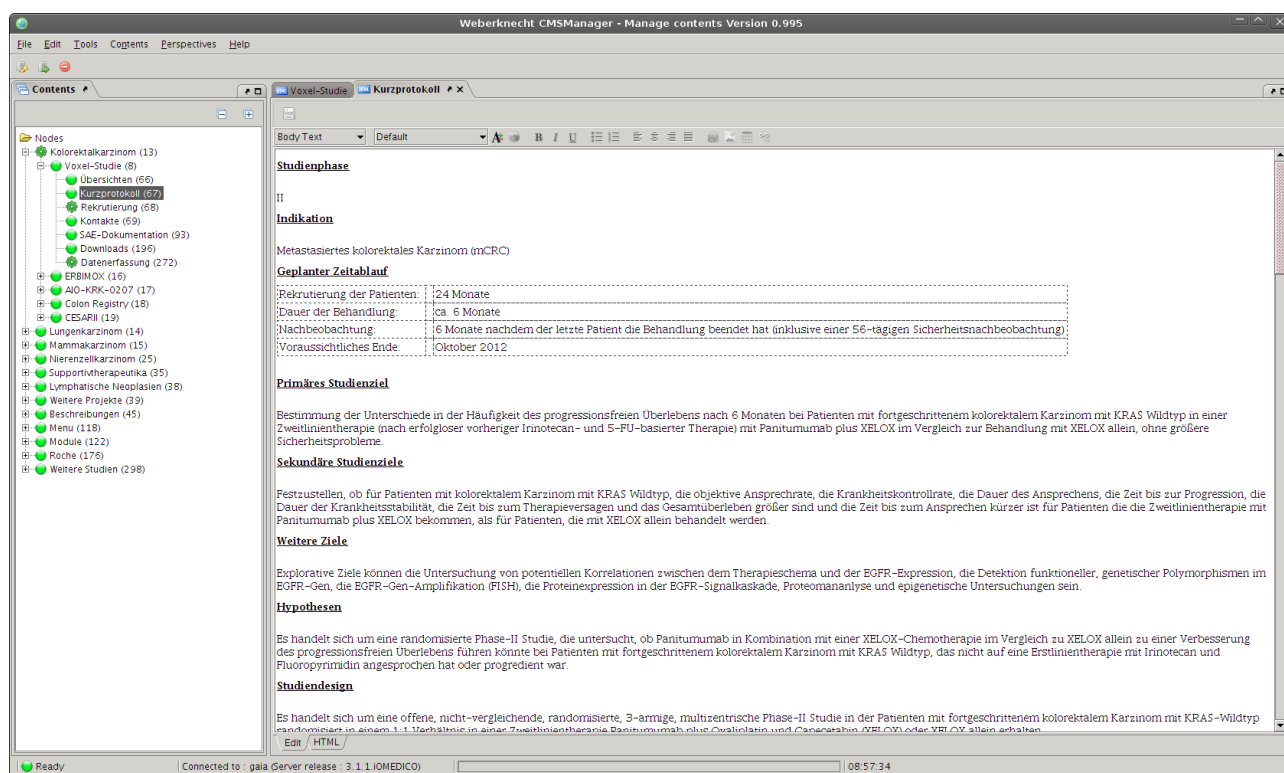 Weberknecht CMSManager - Manage contents Version 0.995
File Edit Tools Contents Perspectives Help
Contents
Voxel-Studie Kurzprotokoll
Body Text Default B I U
Nodes
Kolorektalkarzinom (13)
Voxel-Studie (8)
Übersichten (66)
Kurzprotokoll (67)
Rekrutierung (68)
Kontakte (69)
SAE-Dokumentation (93)
Downloads (196)
Datenerfassung (272)
ERBIMOX (16)
AIO-KRK-0207 (17)
Colon Registry (18)
CESARII (19)
Lungenkarzinom (14)
Mammakarzinom (15)
Nierenzellkarzinom (25)
Supportivtherapeutika (35)
Lymphatische Neoplasien (38)
Weitere Projekte (39)
Beschreibungen (45)
Menu (118)
Module (122)
Roche (176)
Weitere Studien (298)
Studienphase
II
Indikation
Metastasiertes kolorektales Karzinom (mCRC)
Geplanter Zeitablauf
Rekrutierung der Patienten: 24 Monate
Dauer der Behandlung: ca. 6 Monate
Nachbeobachtung: 6 Monate nachdem der letzte Patient die Behandlung beendet hat (inklusive einer 56-tägigen Sicherheitsnachbeobachtung)
Voraussichtliches Ende: Oktober 2012
Primäres Studienziel
Bestimmung der Unterschiede in der Häufigkeit des progressionsfreien Überlebens nach 6 Monaten bei Patienten mit fortgeschrittenem kolorektalem Karzinom mit KRAS Wildtyp in einer
Zweitlinientherapie (nach erfolgloser vorheriger Irinotecan- und 5-FU-basierter Therapie) mit Panitumumab plus XELOX im Vergleich zur Behandlung mit XELOX allein, ohne größere
Sicherheitsprobleme.
Sekundäre Studienziele
Festzustellen, ob für Patienten mit kolorektalem Karzinom mit KRAS Wildtyp, die objektive Ansprechrate, die Krankheitskontrollrate, die Dauer des Ansprechens, die Zeit bis zur Progression, die
Dauer der Krankheitsstabilität, die Zeit bis zum Therapieversagen und das Gesamtüberleben größer sind und die Zeit bis zum Ansprechen kürzer ist für Patienten die die Zweitlinientherapie mit
Panitumumab plus XELOX bekommen, als für Patienten, die mit XELOX allein behandelt werden.
Weitere Ziele
Explorative Ziele können die Untersuchung von potentiellen Korrelationen zwischen dem Therapieschema und der EGFR-Expression, die Detektion funktioneller, genetischer Polymorphismen im
EGFR-Gen, die EGFR-Gen-Amplifikation (FISH), die Proteinexpression in der EGFR-Signalkaskade, Proteomananlyse und epigenetische Untersuchungen sein.
Hypothesen
Es handelt sich um eine randomisierte Phase-II Studie, die untersucht, ob Panitumumab in Kombination mit einer XELOX-Chemotherapie im Vergleich zu XELOX allein zu einer Verbesserung
des progressionsfreien Überlebens führen könnte bei Patienten mit fortgeschrittenem kolorektalem Karzinom mit KRAS Wildtyp, das nicht auf eine Erstlinientherapie mit Irinotecan und
Fluoropyrimidin angesprochen hat oder progredient war.
Studiendesign
Es handelt sich um eine offene, nicht-vergleichende, randomisierte, 3-armige, multizentrische Phase-II Studie in der Patienten mit fortgeschrittenem kolorektalem Karzinom mit KRAS-Wildtyp
randomisiert in einem 1:1 Verhältnis in einer Zweitlinientherapie Panitumumab plus Oxaliplatin und Capecetabin (XELOX) oder XELOX allein erhalten.
Edit HTML
Ready Connected to : gaia (Server release : 3.1.1.iOMEDICO) 08:57:34